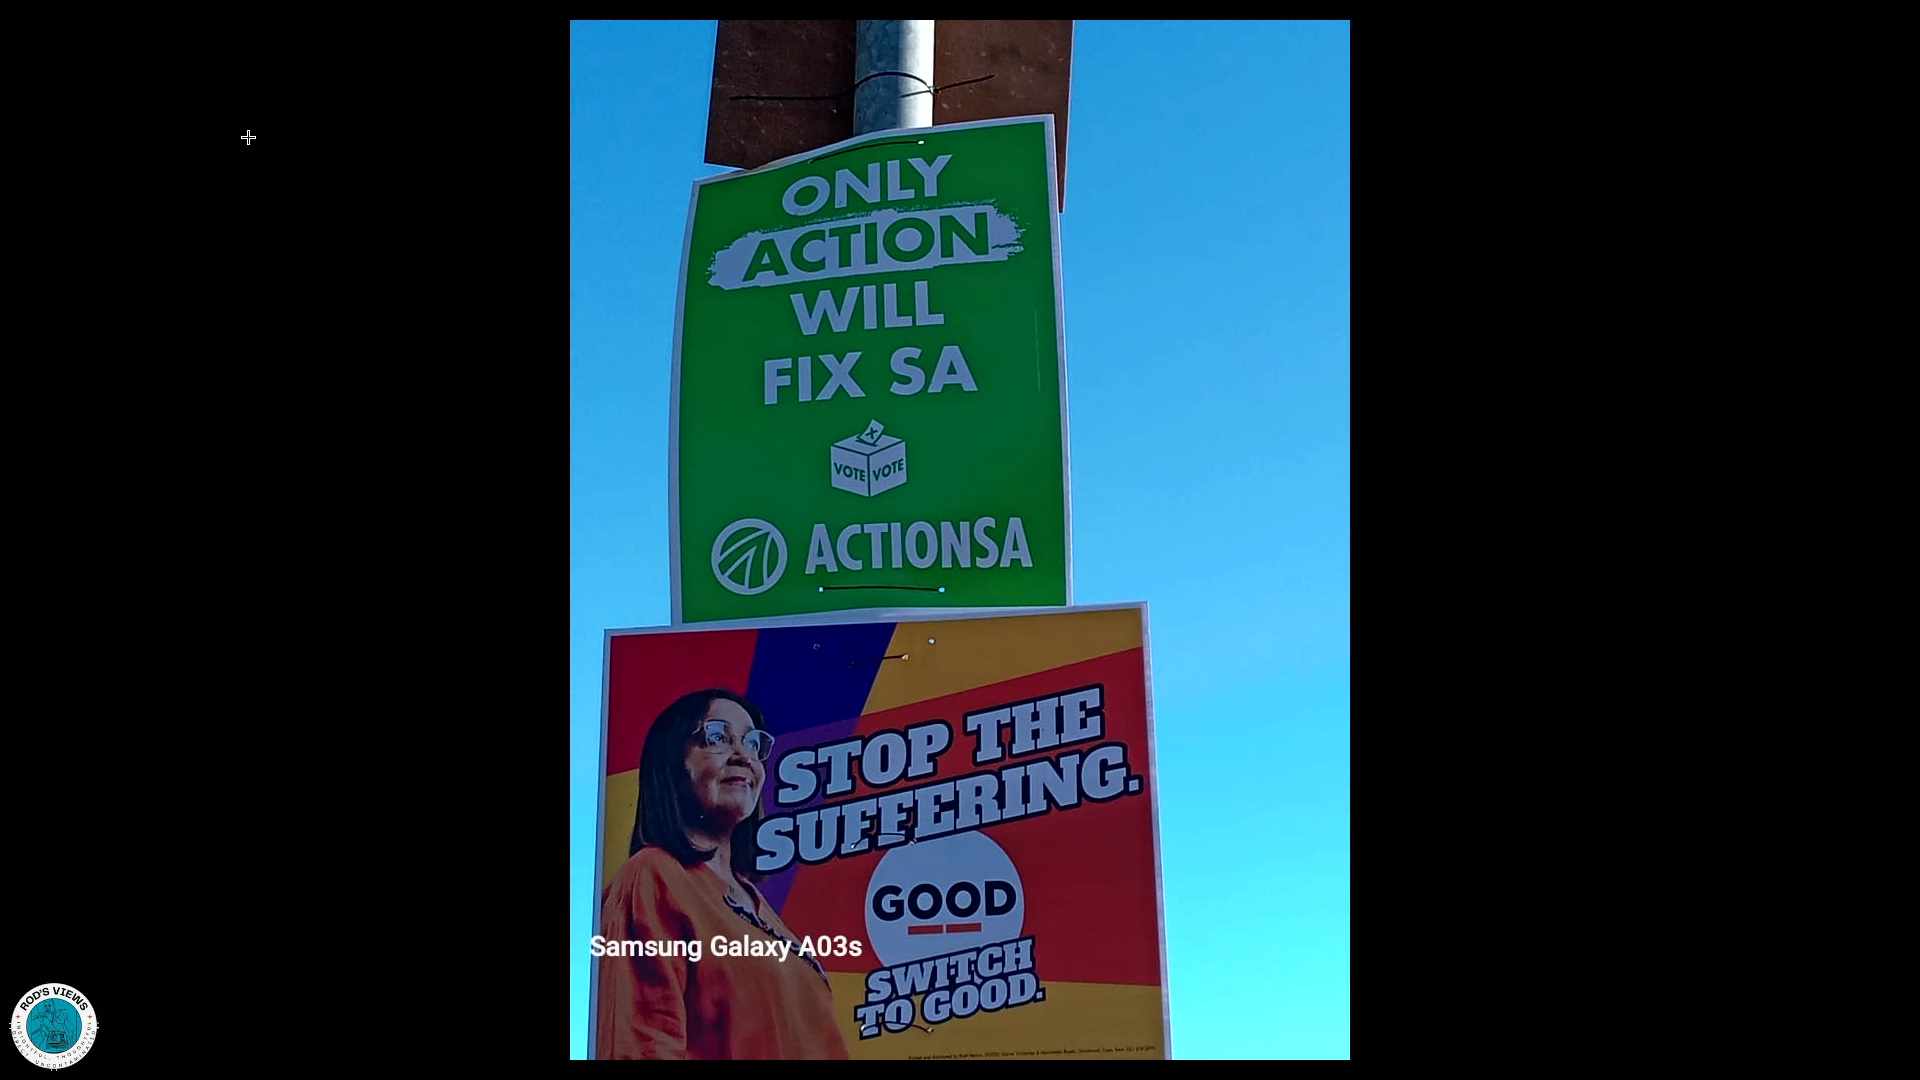 ONLY
ACTION
WILL
FIX SA
VOTE VOTE
ACTIONSA
STOP THE
SUFFERING.
GOOD
SWITCH
TO GOOD.
Samsung Galaxy A03s
ROD'S VIEWS